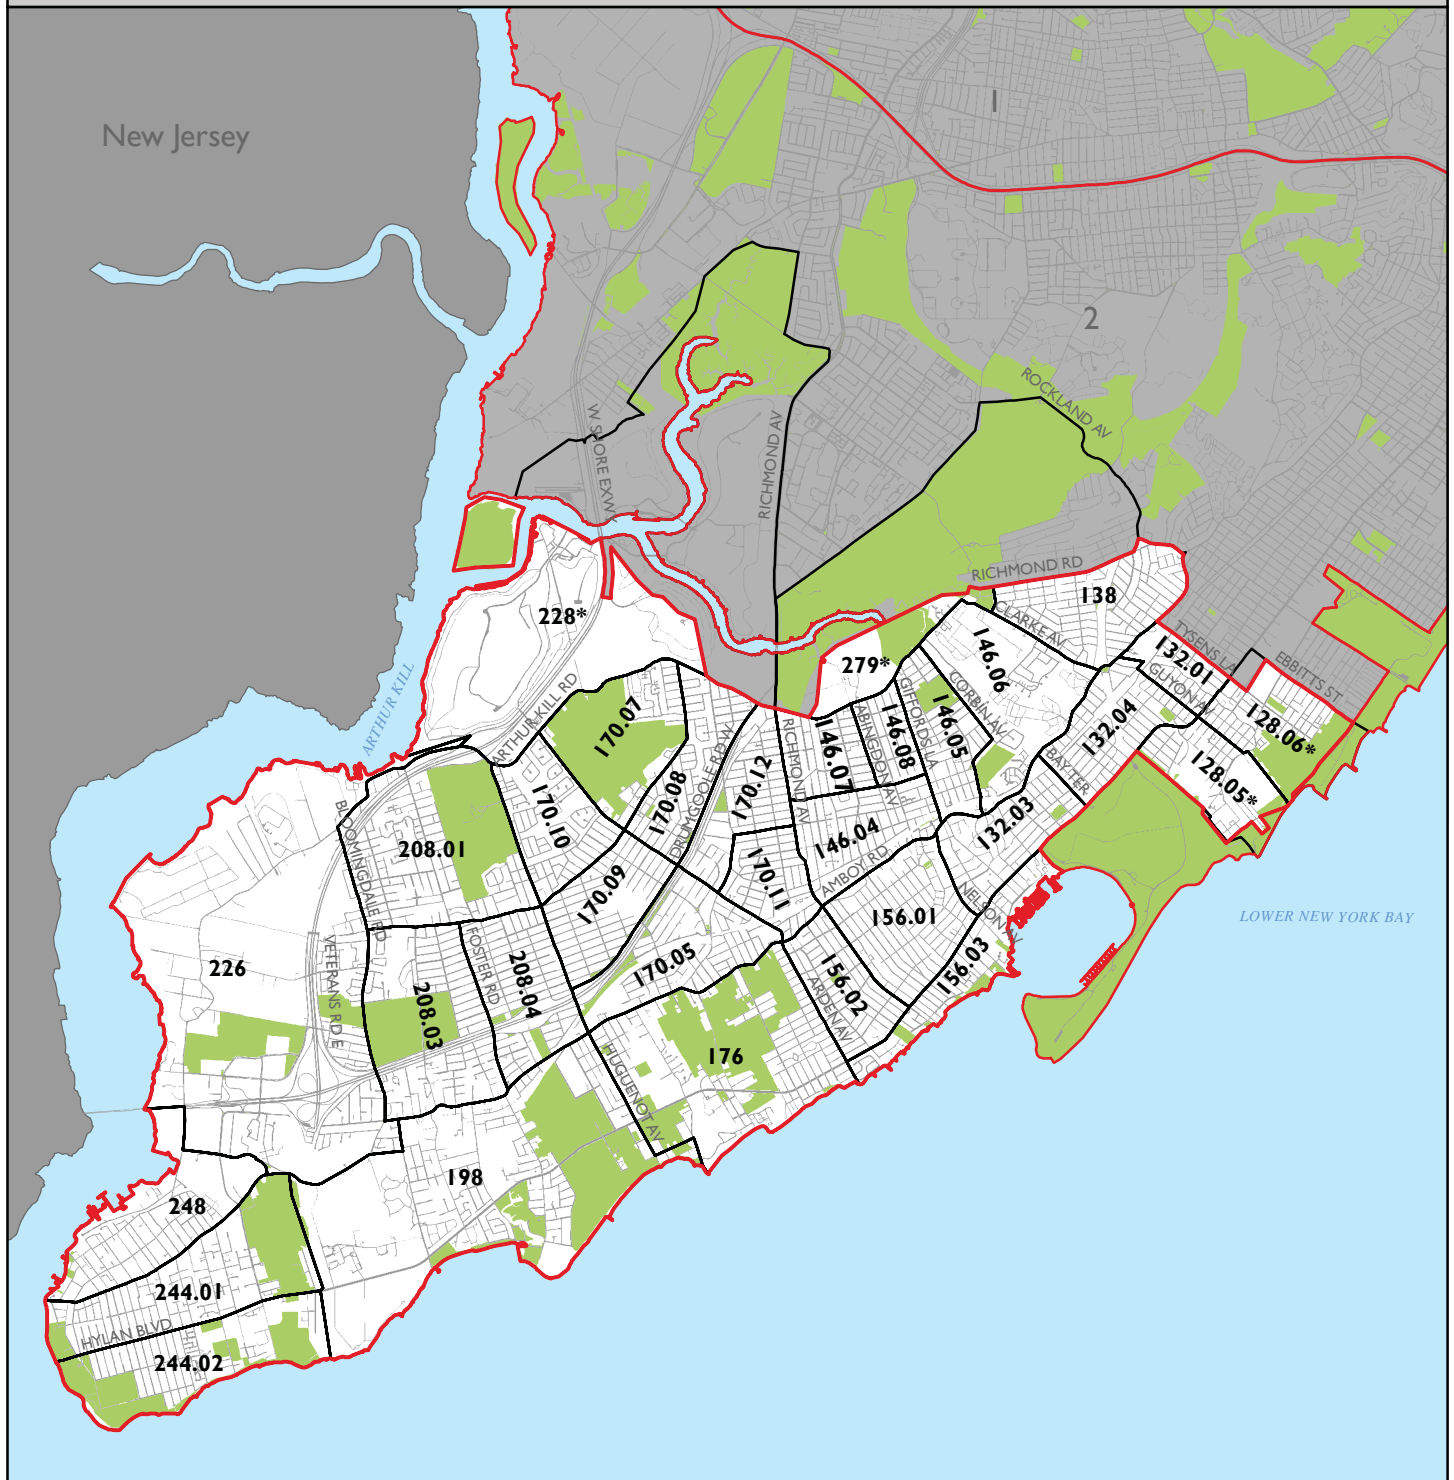 New Jersey
1
2
ROCKLAND AV
W SHORE EXWY
RICHMOND AV
RICHMOND RD
138
228*
CLARKE AV
TYSENS LA
132.01
EBBITTS ST
279*
146.06
GUYON AV
ARTHUR KILL
ARTHUR KILL RD
170.07
CORBIN AV
GIFFORDS LA
146.05
132.04
128.06*
ABINGDON AV
146.08
146.07
RICHMOND AV
DRUMGOOLE RD W
170.12
BAY TER
128.05*
170.08
170.10
BLOOMINGDALE RD
208.01
146.04
132.03
AMBOY RD
170.11
170.09
NELSON AV
156.01
LOWER NEW YORK BAY
FOSTER RD
VETERANS RD E
226
208.04
208.03
170.05
156.02
156.03
ARDEN AV
176
HUGUENOT AV
198
248
244.01
HYLAN BLVD
244.02